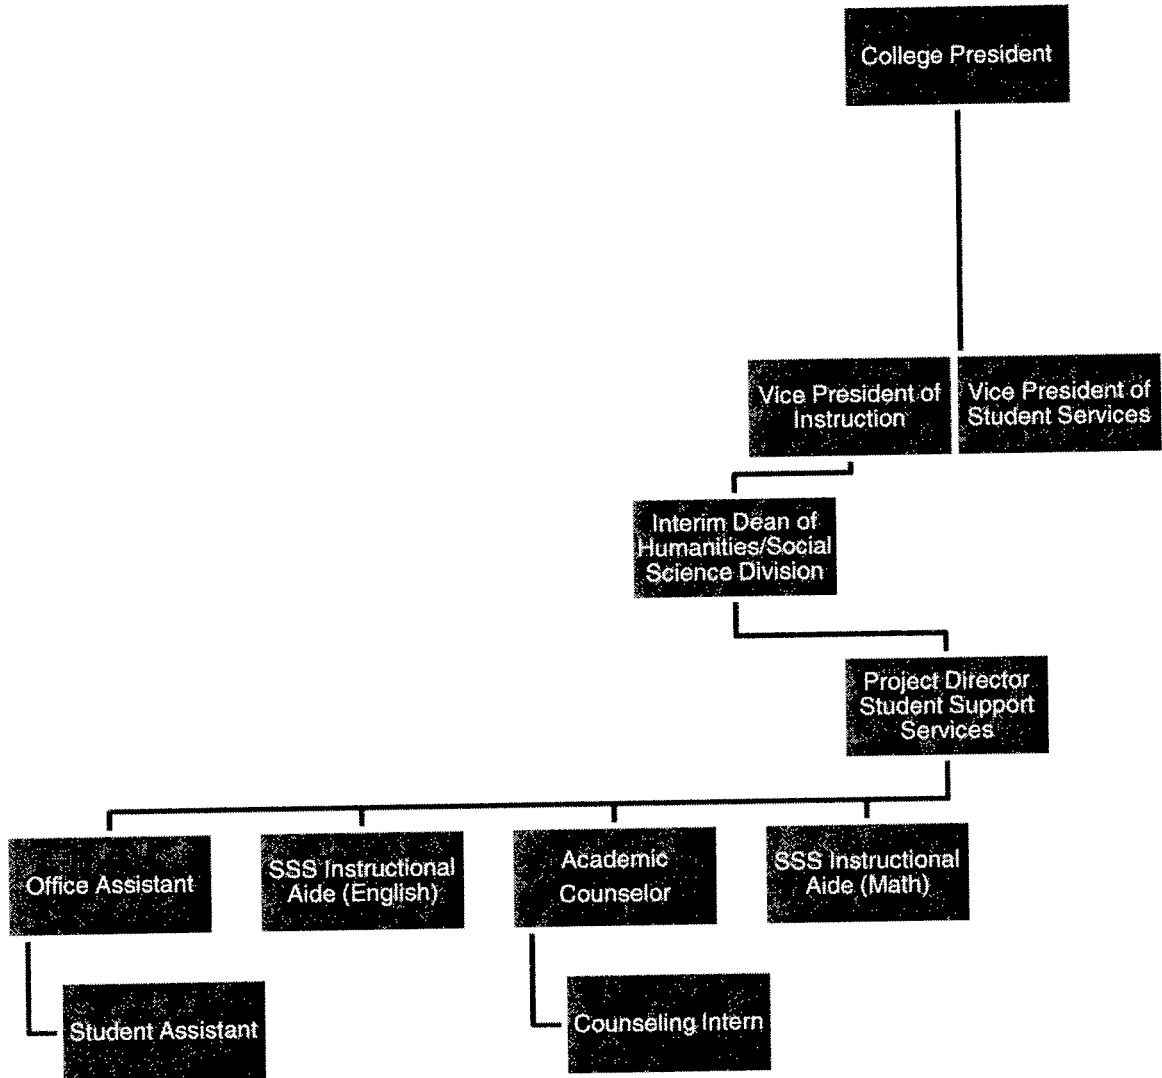 College President
Vice President of
Instruction
Vice President of
Student Services
Interim Dean of
Humanities/Social
Science Division
Project Director
Student Support
Services
Office Assistant
SSS Instructional
Aide (English)
Academic
Counselor
SSS Instructional
Aide (Math)
Student Assistant
Counseling Intern